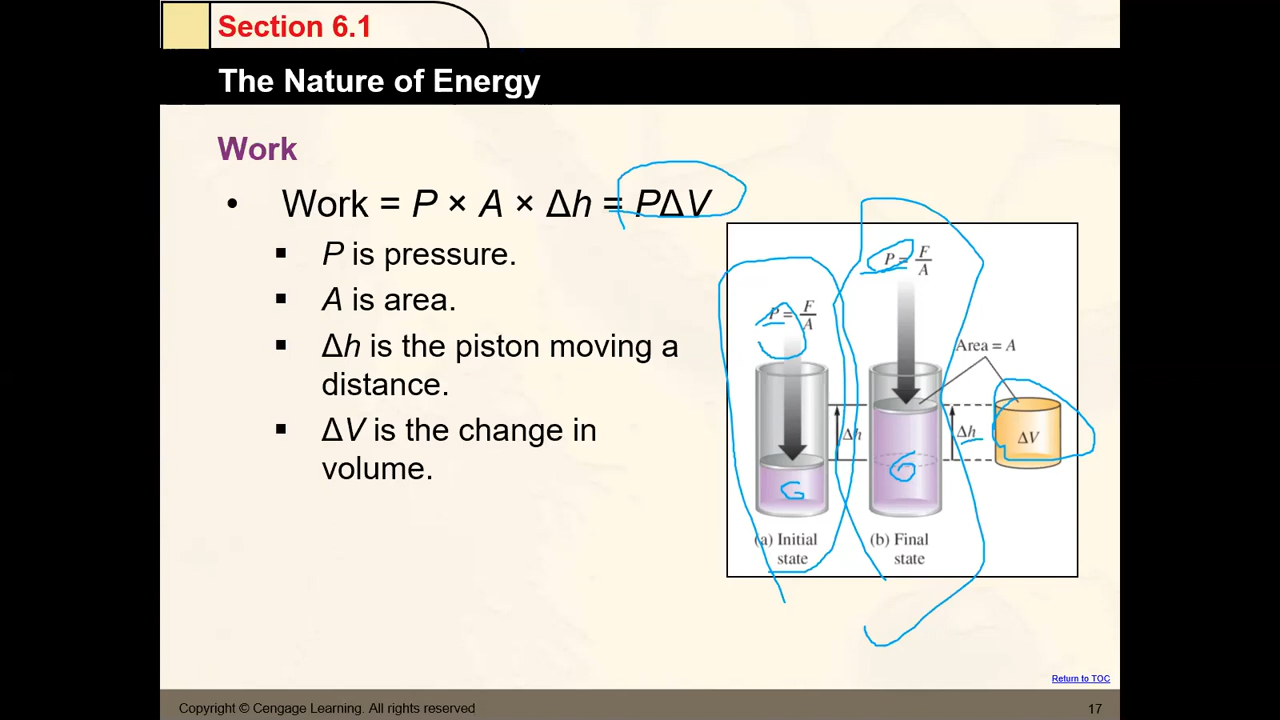 Section 6.1
The Nature of Energy
Work
• Work = P × A × Δh = PΔV
▪ P is pressure.
▪ A is area.
▪ Δh is the piston moving a
distance.
▪ ΔV is the change in
volume.
P = F/A
P = F/A
Area = A
Δh
Δh
ΔV
G
G
(a) Initial
state
(b) Final
state
Return to TOC
Copyright © Cengage Learning. All rights reserved
17